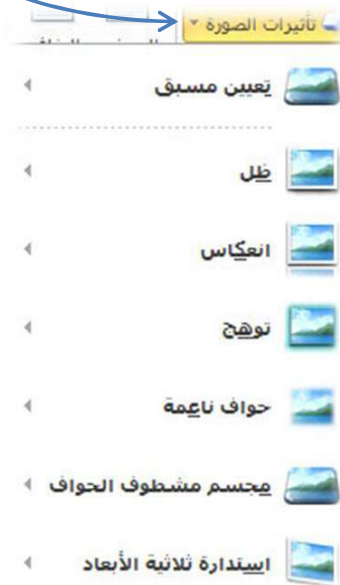 تأثيرات الصورة
تعيين مسبق
ظل
انعكاس
توهج
حواف ناعمة
مجسم مشطوف الحواف
استدارة ثلاثية الأبعاد